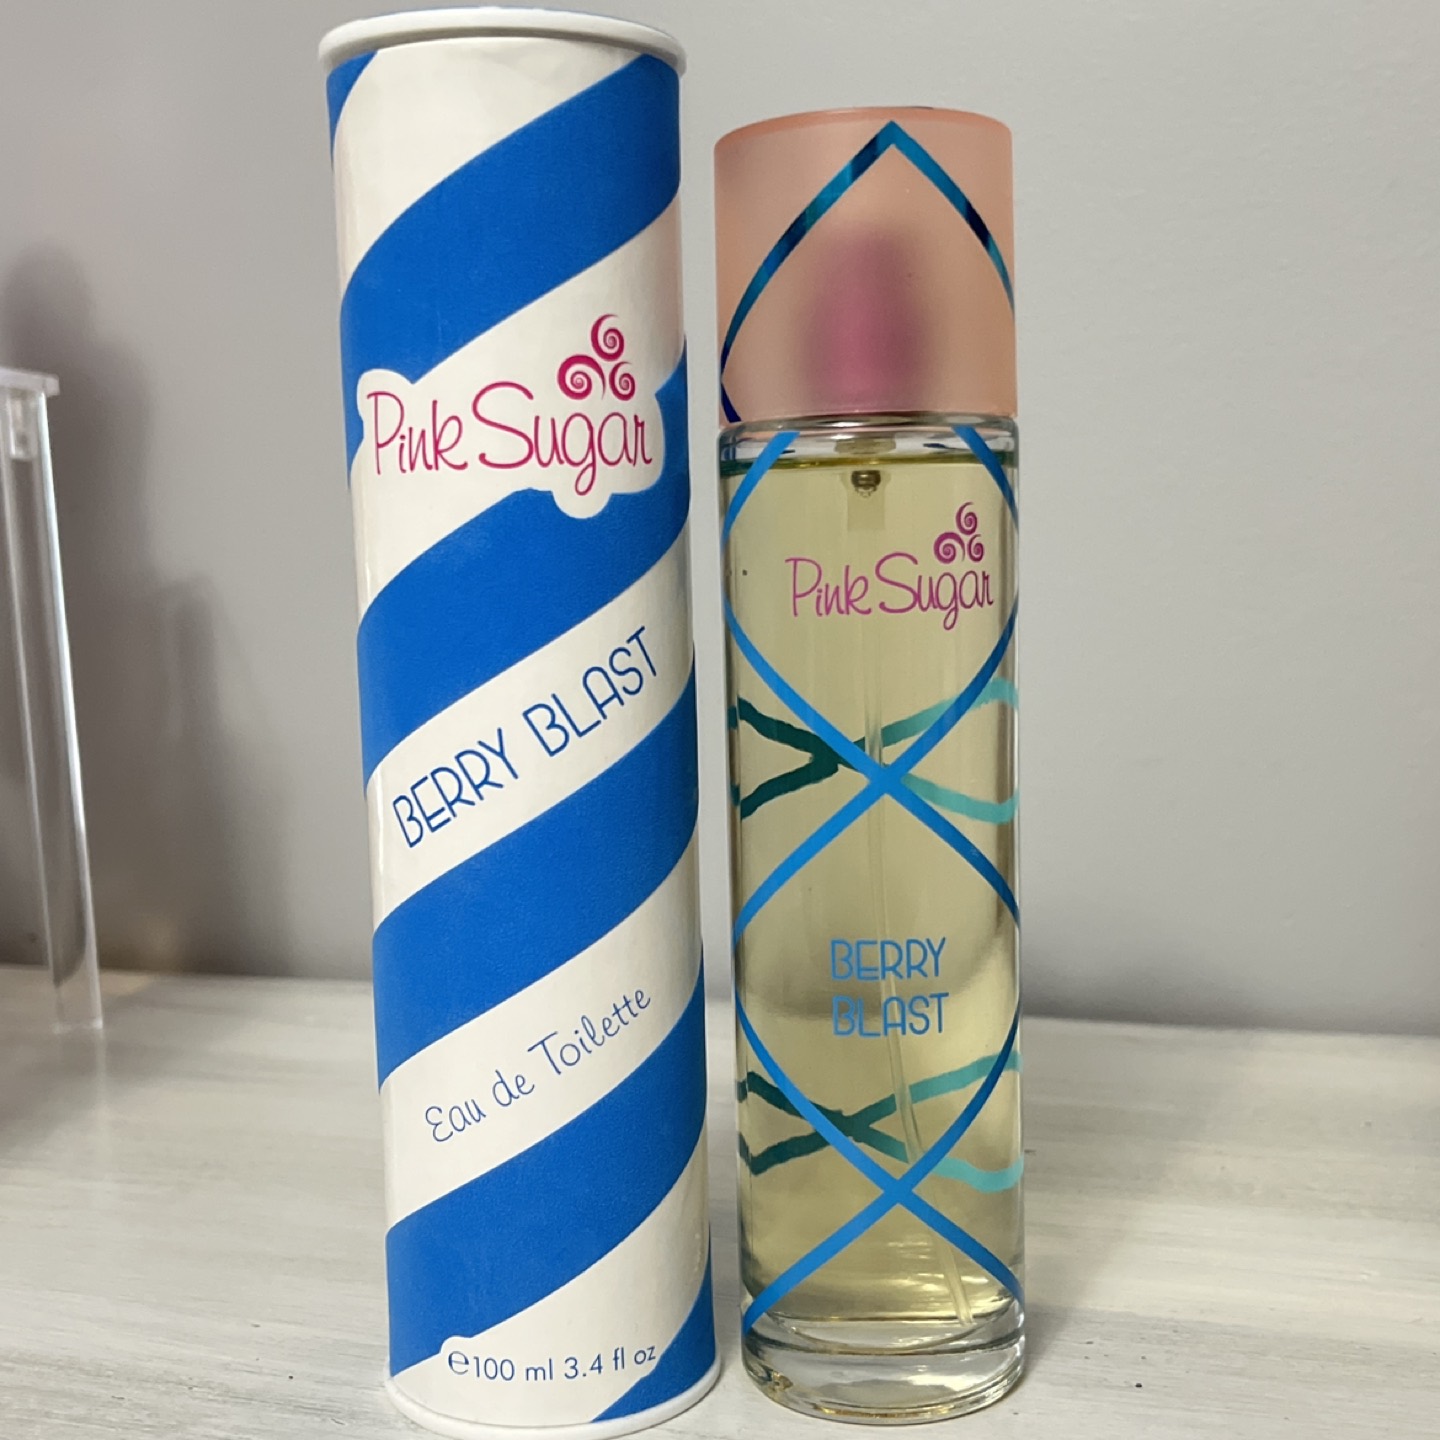 Pink Sugar
BERRY BLAST
Eau de Toilette
℮100 ml 3.4 fl oz
Pink Sugar
BERRY
BLAST